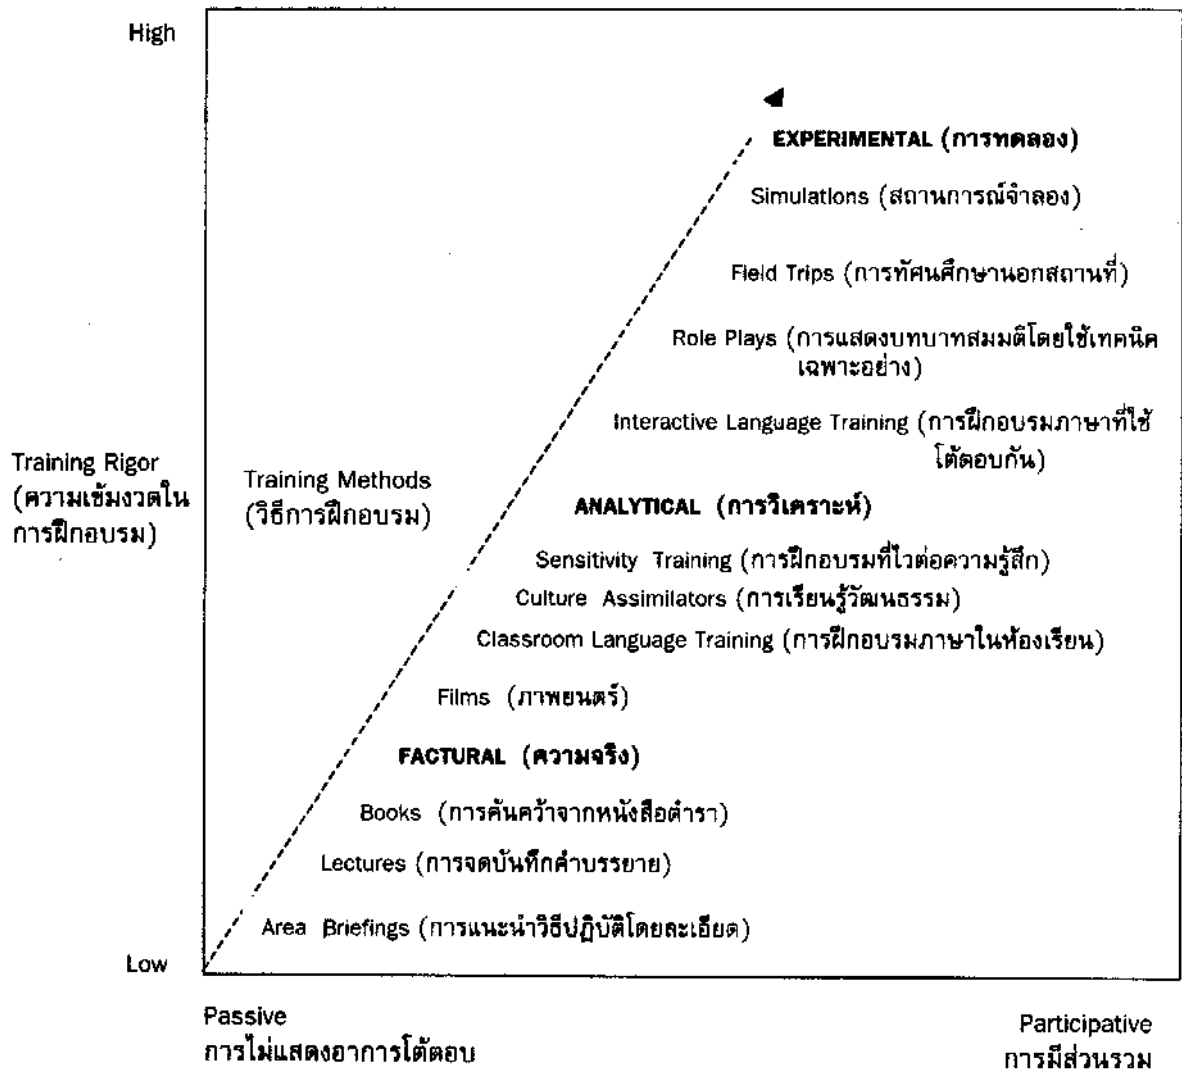 High
EXPERIMENTAL (การทดลอง)
Simulations (สถานการณ์จำลอง)
Field Trips (การทัศนศึกษานอกสถานที่)
Role Plays (การแสดงบทบาทสมมติโดยใช้เทคนิค
เฉพาะอย่าง)
Interactive Language Training (การฝึกอบรมภาษาที่ใช้
โต้ตอบกัน)
Training Rigor
(ความเข้มงวดใน
การฝึกอบรม)
Training Methods
(วิธีการฝึกอบรม)
ANALYTICAL (การวิเคราะห์)
Sensitivity Training (การฝึกอบรมที่ไวต่อความรู้สึก)
Culture Assimilators (การเรียนรู้วัฒนธรรม)
Classroom Language Training (การฝึกอบรมภาษาในห้องเรียน)
Films (ภาพยนตร์)
FACTURAL (ความจริง)
Books (การค้นคว้าจากหนังสือตำรา)
Lectures (การจดบันทึกคำบรรยาย)
Area Briefings (การแนะนำวิธีปฏิบัติโดยละเอียด)
Low
Passive
การไม่แสดงอาการโต้ตอบ
Participative
การมีส่วนรวม